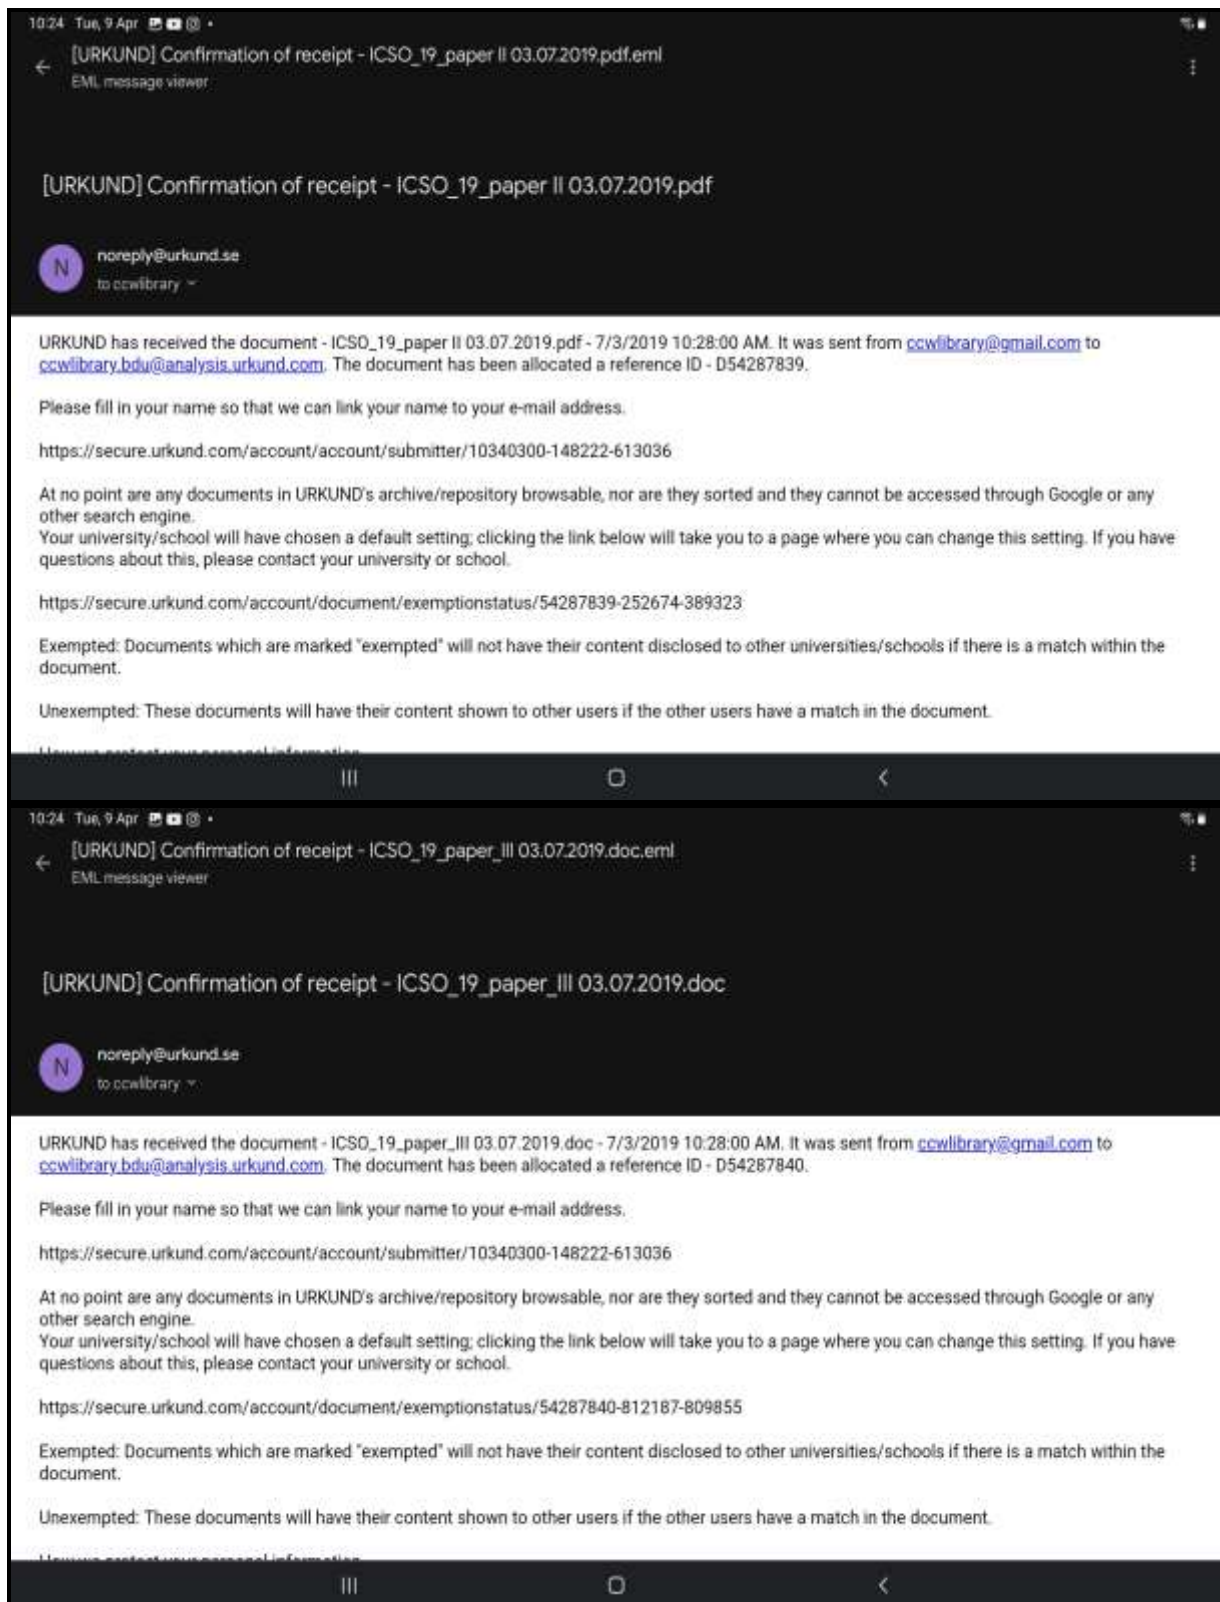 10:24 Tue, 9 Apr
[URKUND] Confirmation of receipt - ICSO_19_paper II 03.07.2019.pdf.eml
EML message viewer
[URKUND] Confirmation of receipt - ICSO_19_paper II 03.07.2019.pdf
N
noreply@urkund.se
to ccwlibrary
URKUND has received the document - ICSO_19_paper II 03.07.2019.pdf - 7/3/2019 10:28:00 AM. It was sent from ccwlibrary@gmail.com to
ccwlibrary.bdu@analysis.urkund.com. The document has been allocated a reference ID - D54287839.
Please fill in your name so that we can link your name to your e-mail address.
https://secure.urkund.com/account/account/submitter/10340300-148222-613036
At no point are any documents in URKUND's archive/repository browsable, nor are they sorted and they cannot be accessed through Google or any
other search engine.
Your university/school will have chosen a default setting; clicking the link below will take you to a page where you can change this setting. If you have
questions about this, please contact your university or school.
https://secure.urkund.com/account/document/exemptionstatus/54287839-252674-389323
Exempted: Documents which are marked "exempted" will not have their content disclosed to other universities/schools if there is a match within the
document.
Unexempted: These documents will have their content shown to other users if the other users have a match in the document.
How we protect your personal information
10:24 Tue, 9 Apr
[URKUND] Confirmation of receipt - ICSO_19_paper_III 03.07.2019.doc.eml
EML message viewer
[URKUND] Confirmation of receipt - ICSO_19_paper_III 03.07.2019.doc
N
noreply@urkund.se
to ccwlibrary
URKUND has received the document - ICSO_19_paper_III 03.07.2019.doc - 7/3/2019 10:28:00 AM. It was sent from ccwlibrary@gmail.com to
ccwlibrary.bdu@analysis.urkund.com. The document has been allocated a reference ID - D54287840.
Please fill in your name so that we can link your name to your e-mail address.
https://secure.urkund.com/account/account/submitter/10340300-148222-613036
At no point are any documents in URKUND's archive/repository browsable, nor are they sorted and they cannot be accessed through Google or any
other search engine.
Your university/school will have chosen a default setting; clicking the link below will take you to a page where you can change this setting. If you have
questions about this, please contact your university or school.
https://secure.urkund.com/account/document/exemptionstatus/54287840-812187-809855
Exempted: Documents which are marked "exempted" will not have their content disclosed to other universities/schools if there is a match within the
document.
Unexempted: These documents will have their content shown to other users if the other users have a match in the document.